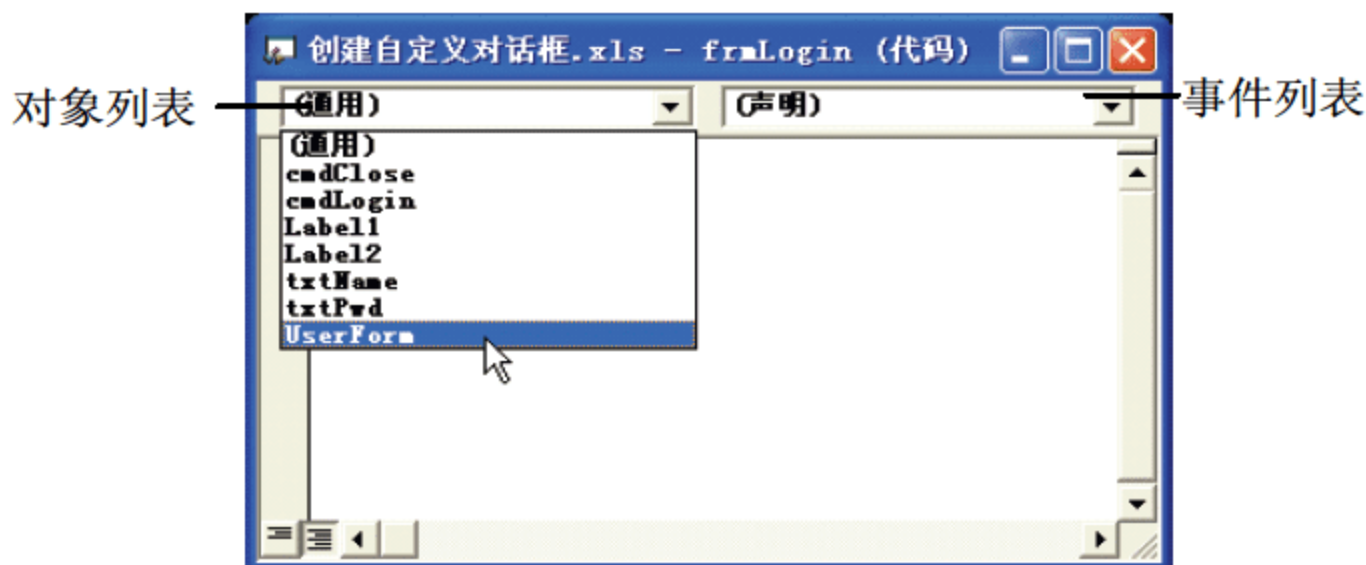 创建自定义对话框.xls - frmLogin (代码)
对象列表
(通用)
(声明)
事件列表
(通用)
cmdClose
cmdLogin
Label1
Label2
txtName
txtPwd
UserForm